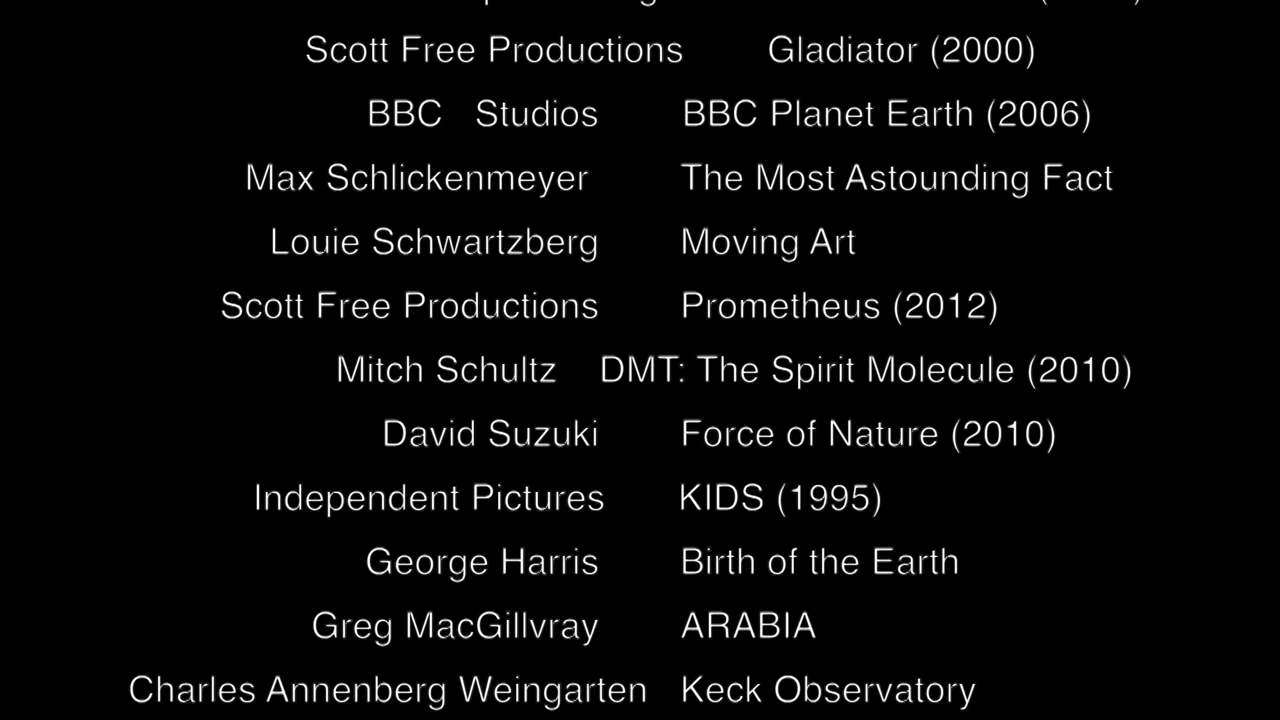 Scott Free Productions Gladiator (2000)
BBC Studios BBC Planet Earth (2006)
Max Schlickenmeyer The Most Astounding Fact
Louie Schwartzberg Moving Art
Scott Free Productions Prometheus (2012)
Mitch Schultz DMT: The Spirit Molecule (2010)
David Suzuki Force of Nature (2010)
Independent Pictures KIDS (1995)
George Harris Birth of the Earth
Greg MacGillvray ARABIA
Charles Annenberg Weingarten Keck Observatory